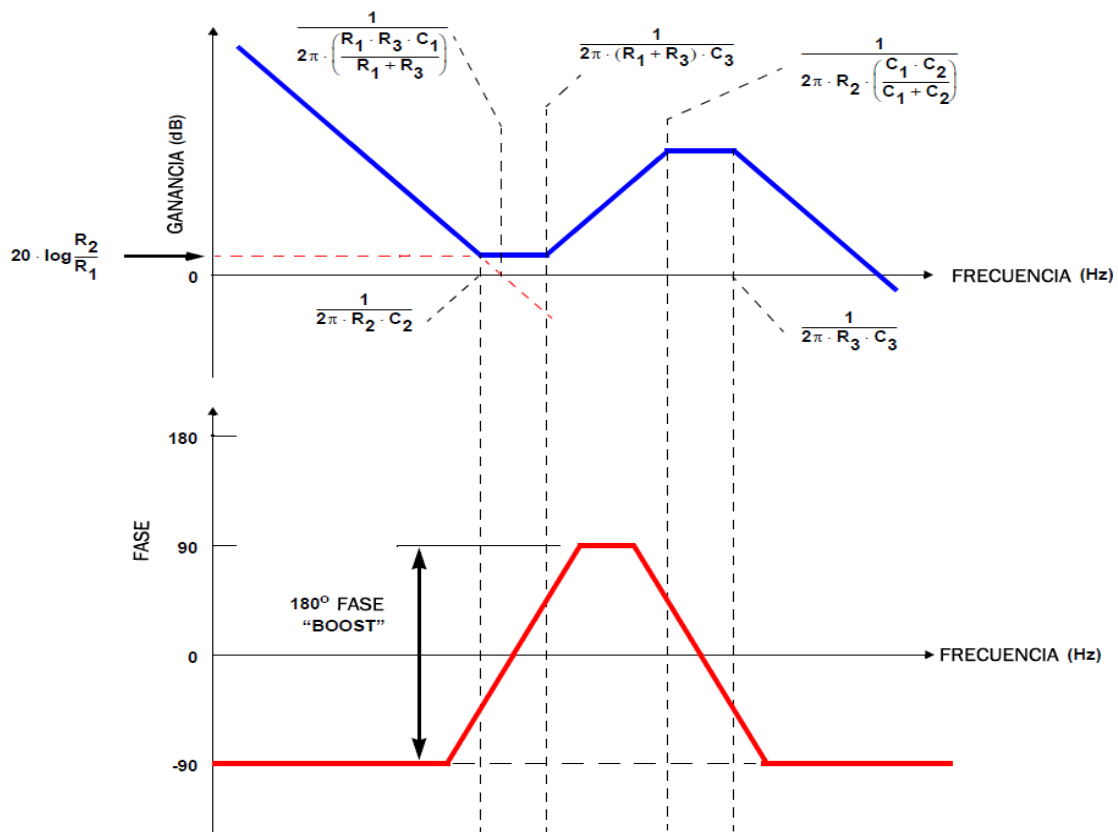 1 / (2π · (R1 · R3 · C1 / (R1 + R3)))
1 / (2π · (R1 + R3) · C3)
1 / (2π · R2 · (C1 · C2 / (C1 + C2)))
GANANCIA (dB)
20 · log R2/R1
0
FRECUENCIA (Hz)
1 / (2π · R2 · C2)
1 / (2π · R3 · C3)
180
FASE
90
180° FASE
“BOOST”
0
FRECUENCIA (Hz)
-90